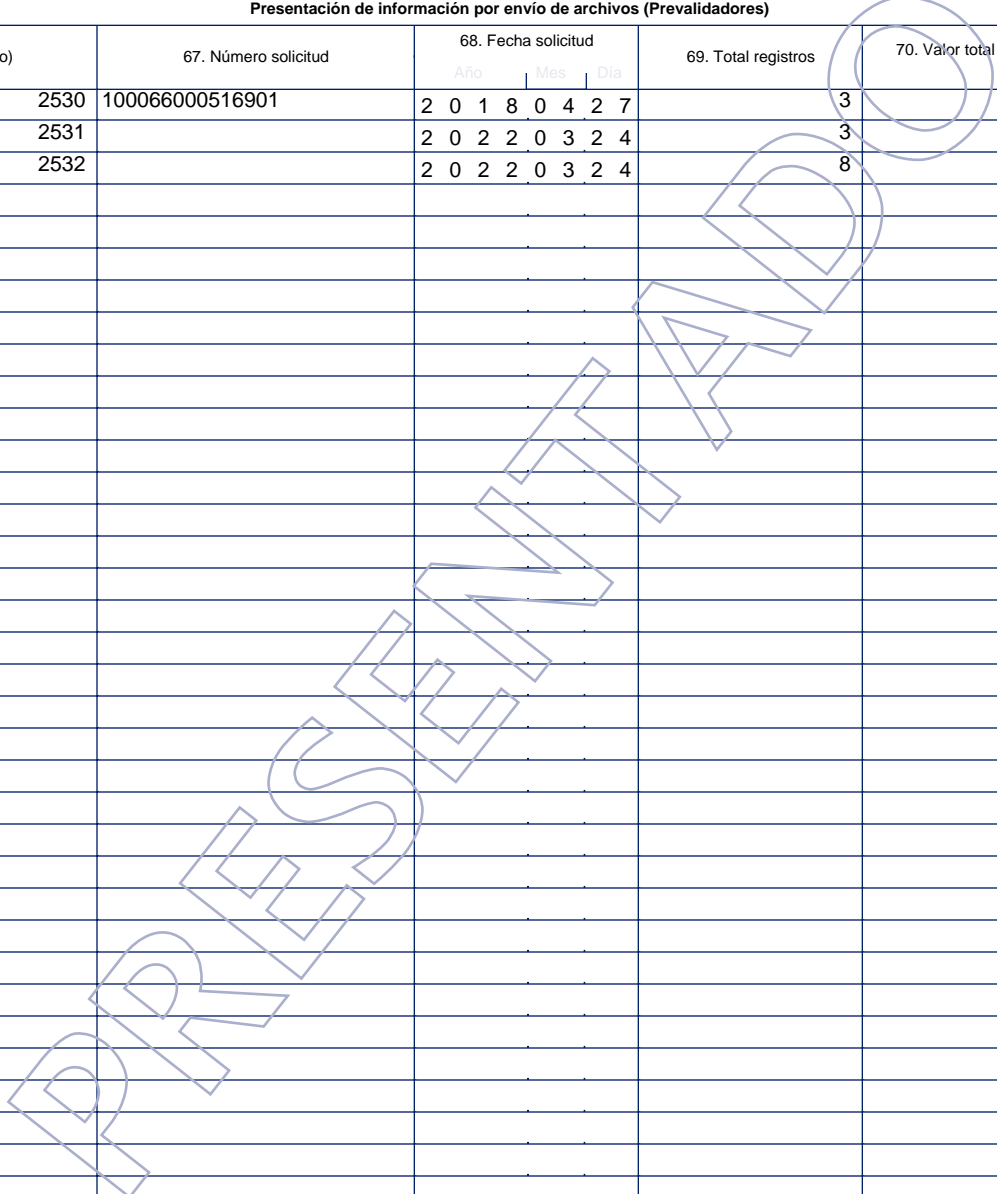 Presentación de información por envío de archivos (Prevalidadores)
o) 67. Número solicitud 68. Fecha solicitud 69. Total registros 70. Valor total
Año Mes Día
2530 100066000516901 2 0 1 8 0 4 2 7 3
2531 2 0 2 2 0 3 2 4 3
2532 2 0 2 2 0 3 2 4 8
PRESENTADO